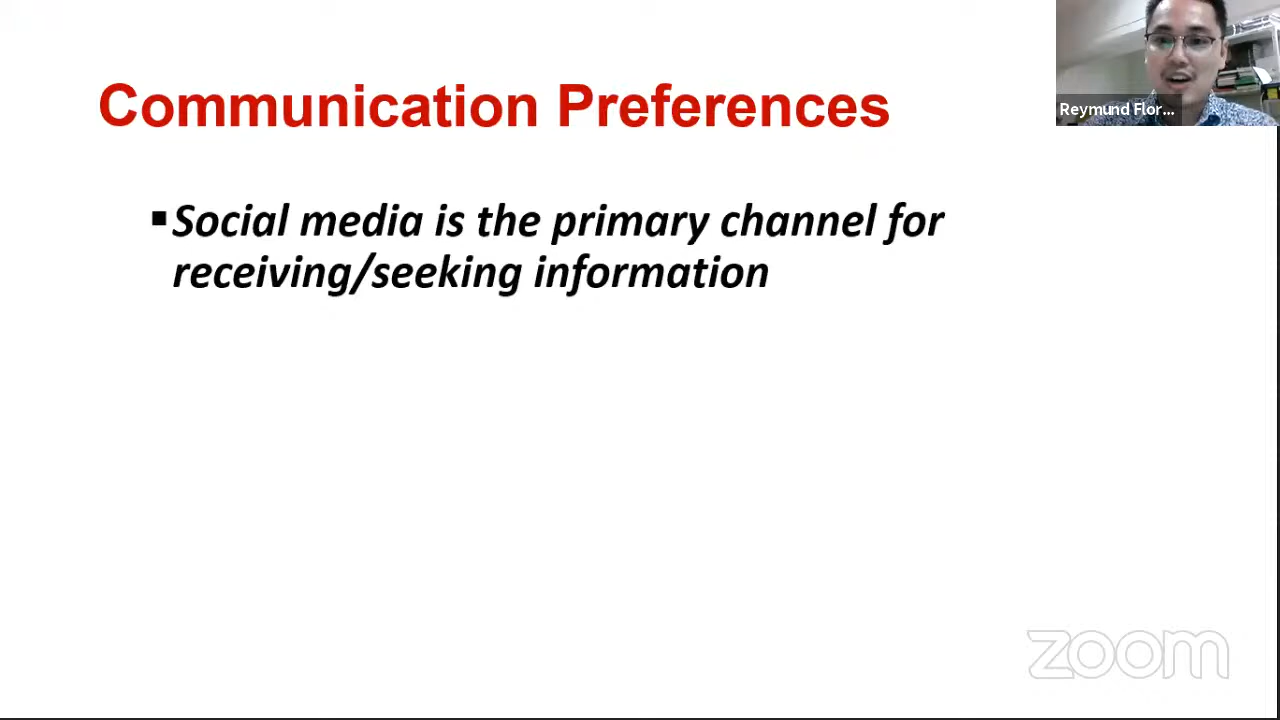 Communication Preferences
Reymund Flor...
▪Social media is the primary channel for
receiving/seeking information
zoom